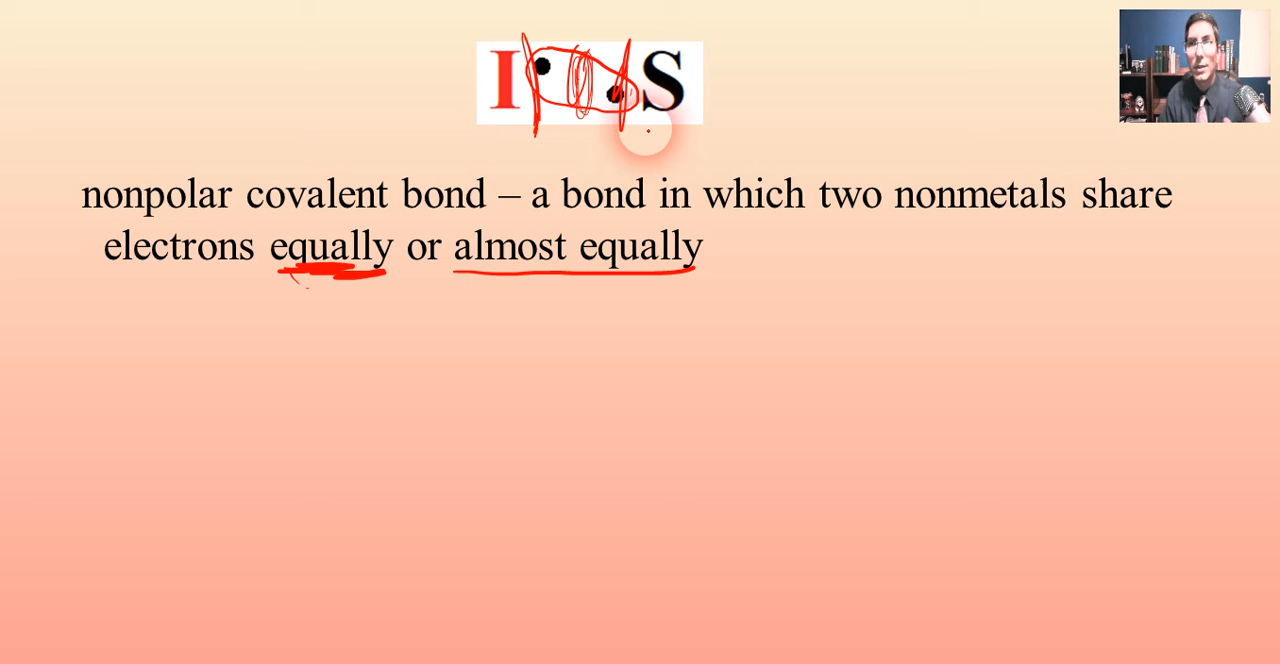 I S
nonpolar covalent bond – a bond in which two nonmetals share
electrons equally or almost equally